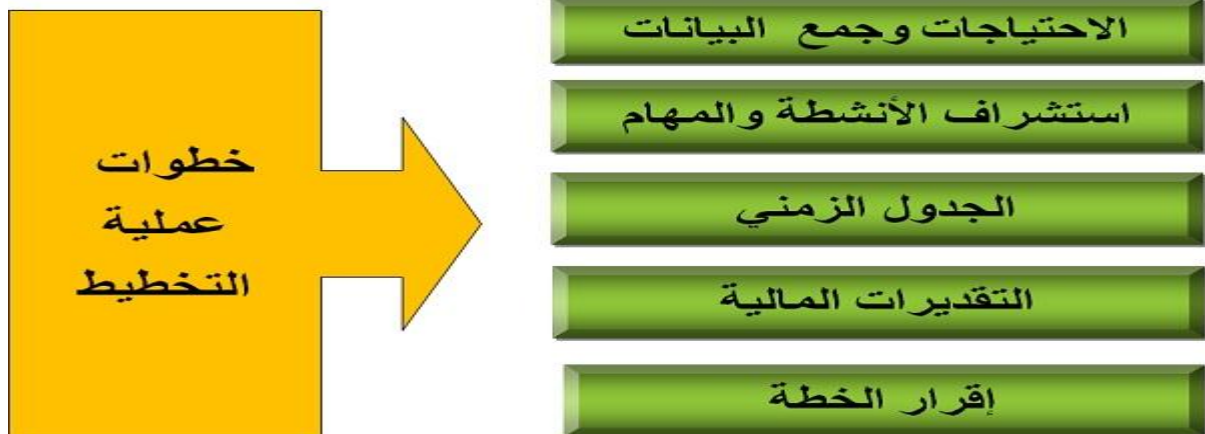 خطوات
عملية
التخطيط
الاحتياجات وجمع البيانات
استشراف الأنشطة والمهام
الجدول الزمني
التقديرات المالية
إقرار الخطة